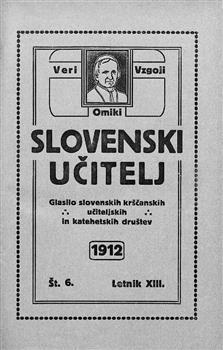 Veri Vzgoji
Omiki
SLOVENSKI
UČITELJ
Glasilo slovenskih krščanskih
učiteljskih
in katehetskih društev
1912
Št. 6. Letnik XIII.